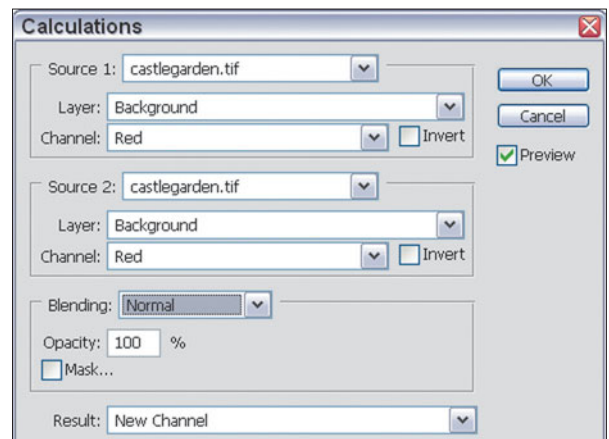 Calculations
Source 1: castlegarden.tif
OK
Layer: Background
Cancel
Channel: Red Invert
Preview
Source 2: castlegarden.tif
Layer: Background
Channel: Red Invert
Blending: Normal
Opacity: 100 %
Mask...
Result: New Channel